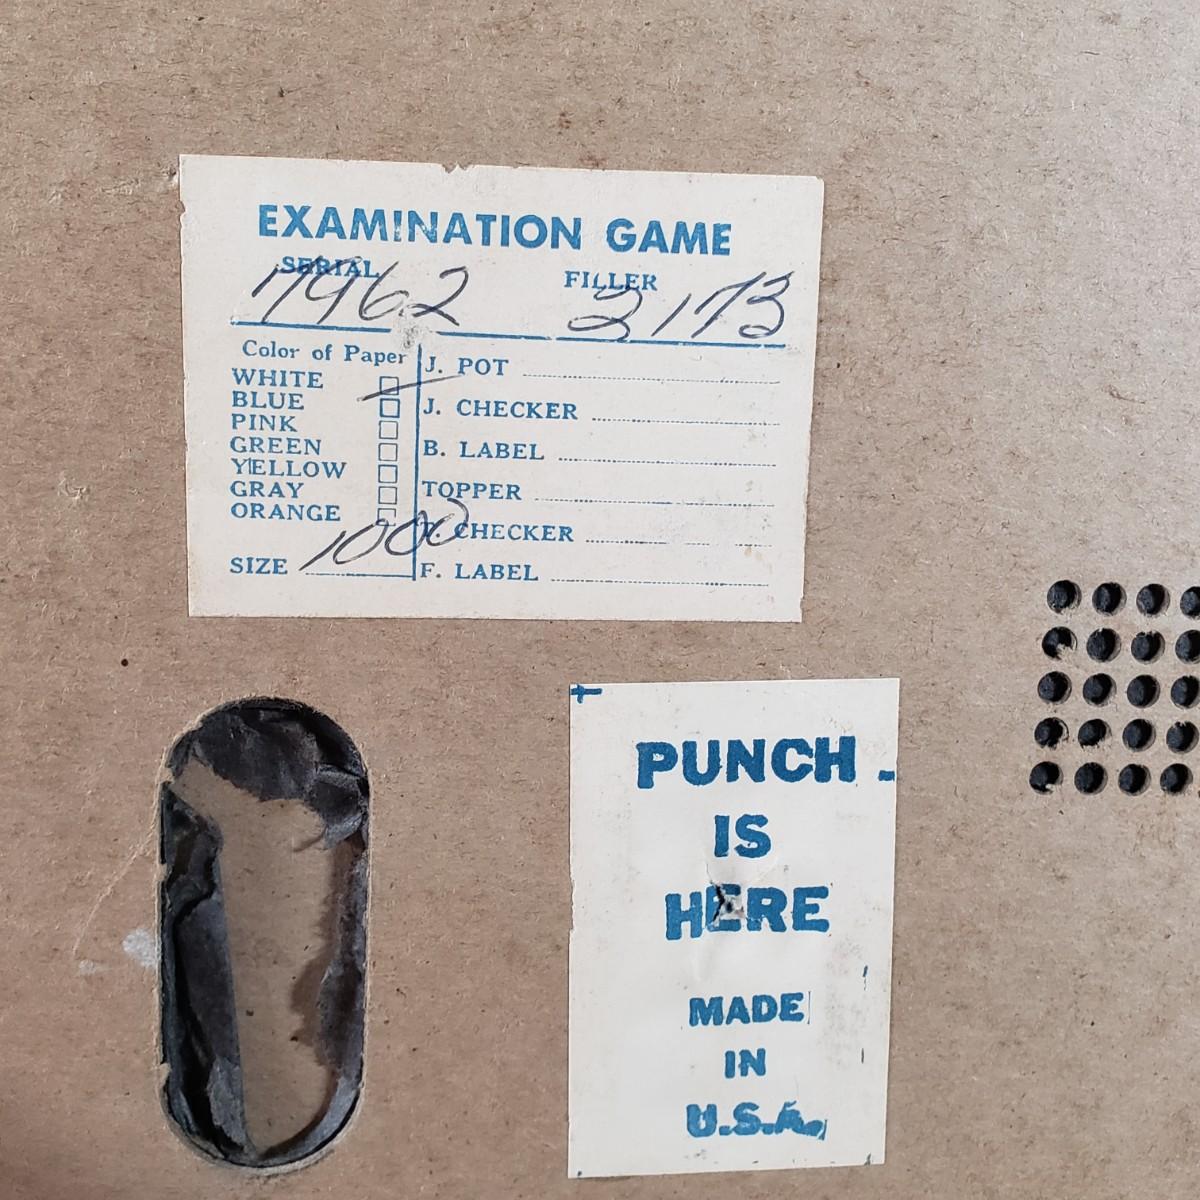 EXAMINATION GAME
SERIAL FILLER
17962 2173
Color of Paper
WHITE
BLUE
PINK
GREEN
YELLOW
GRAY
ORANGE
SIZE 1000
J. POT
J. CHECKER
B. LABEL
TOPPER
CHECKER
F. LABEL
PUNCH
IS
HERE
MADE
IN
U.S.A.